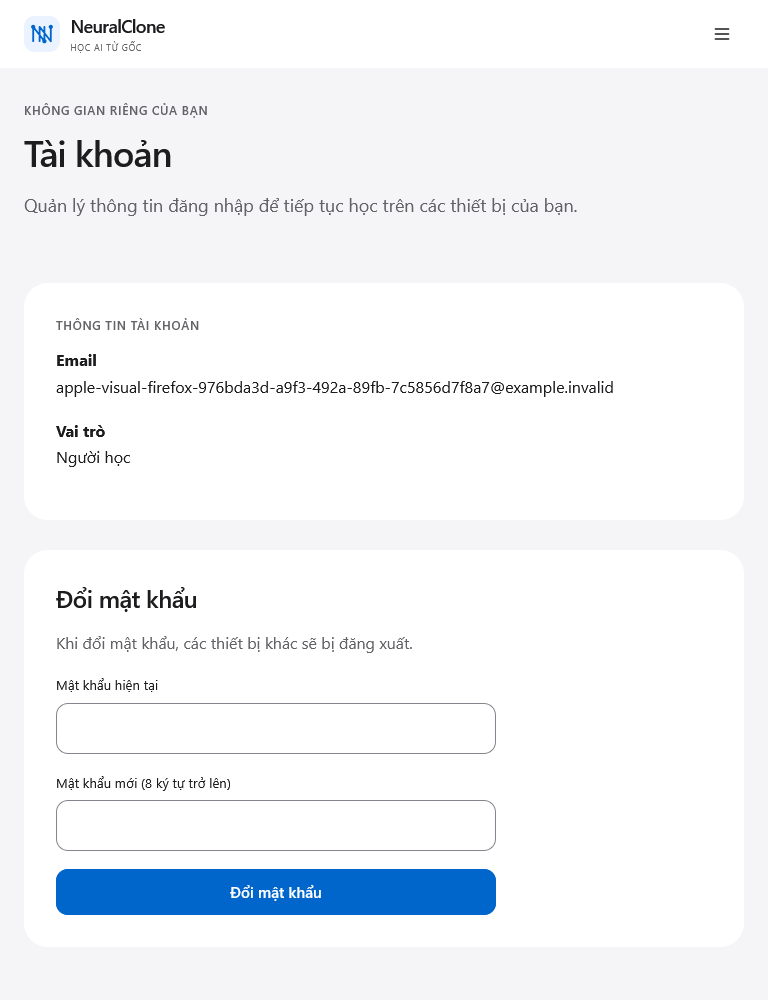 NeuralClone
HỌC AI TỪ GỐC
KHÔNG GIAN RIÊNG CỦA BẠN
Tài khoản
Quản lý thông tin đăng nhập để tiếp tục học trên các thiết bị của bạn.
THÔNG TIN TÀI KHOẢN
Email
apple-visual-firefox-976bda3d-a9f3-492a-89fb-7c5856d7f8a7@example.invalid
Vai trò
Người học
Đổi mật khẩu
Khi đổi mật khẩu, các thiết bị khác sẽ bị đăng xuất.
Mật khẩu hiện tại
Mật khẩu mới (8 ký tự trở lên)
Đổi mật khẩu